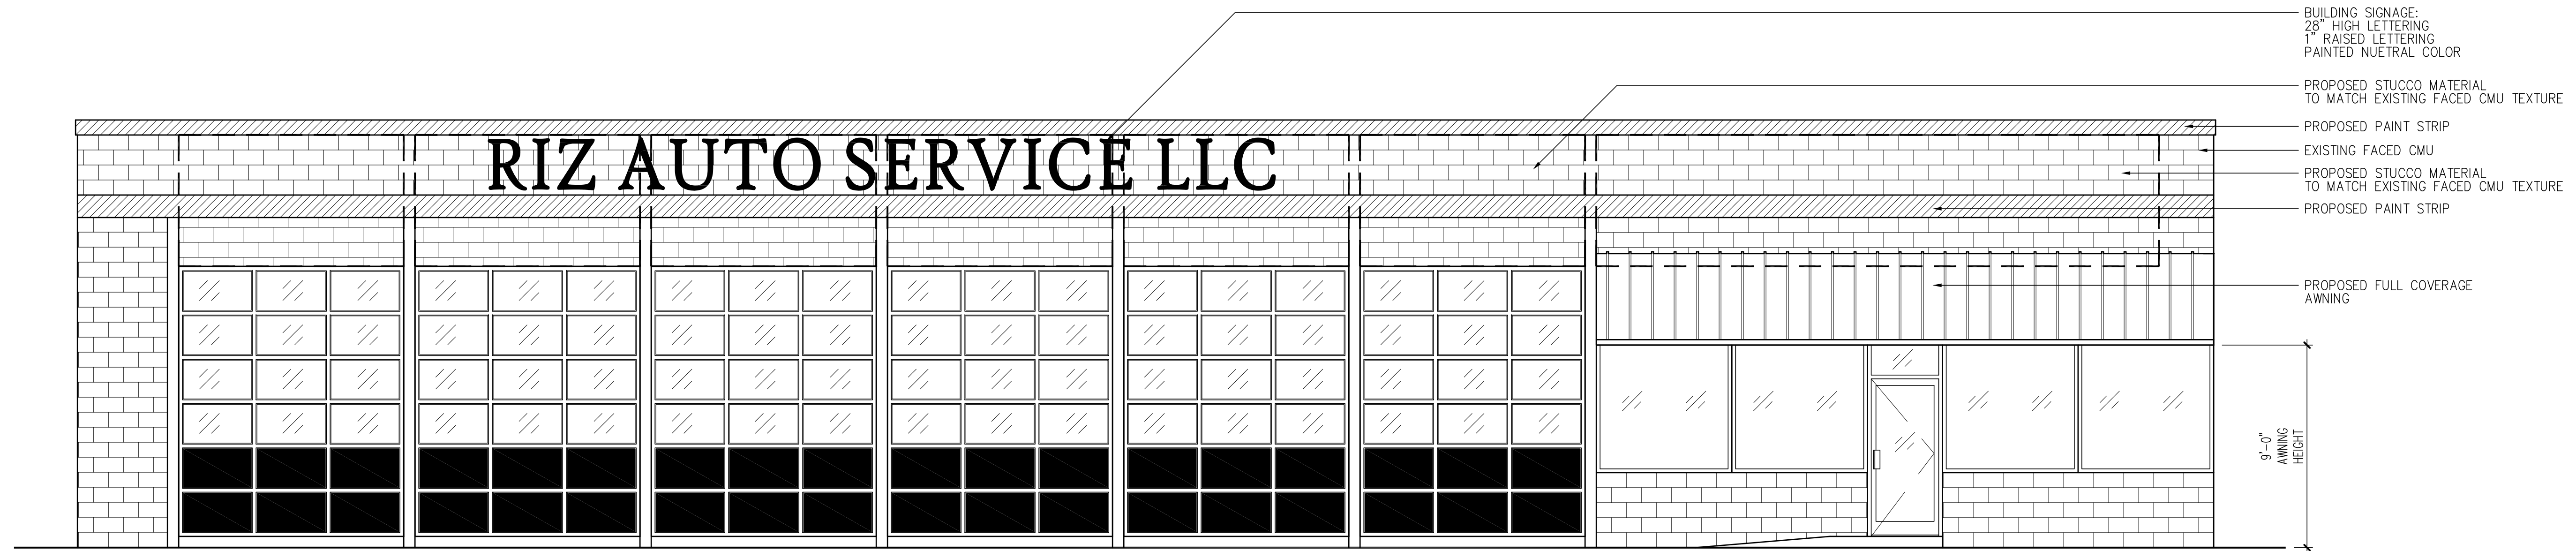 BUILDING SIGNAGE:
28" HIGH LETTERING
1" RAISED LETTERING
PAINTED NUETRAL COLOR
PROPOSED STUCCO MATERIAL
TO MATCH EXISTING FACED CMU TEXTURE
PROPOSED PAINT STRIP
EXISTING FACED CMU
PROPOSED STUCCO MATERIAL
TO MATCH EXISTING FACED CMU TEXTURE
PROPOSED PAINT STRIP
RIZ AUTO SERVICE LLC
PROPOSED FULL COVERAGE
AWNING
9'-0"
AWNING
HEIGHT